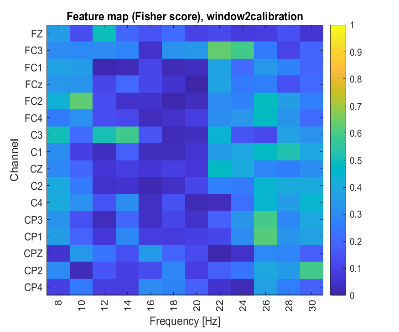 Feature map (Fisher score), window2calibration
Channel
FZ
FC3
FC1
FCz
FC2
FC4
C3
C1
CZ
C2
C4
CP3
CP1
CPZ
CP2
CP4
8 10 12 14 16 18 20 22 24 26 28 30
Frequency [Hz]
1
0.9
0.8
0.7
0.6
0.5
0.4
0.3
0.2
0.1
0